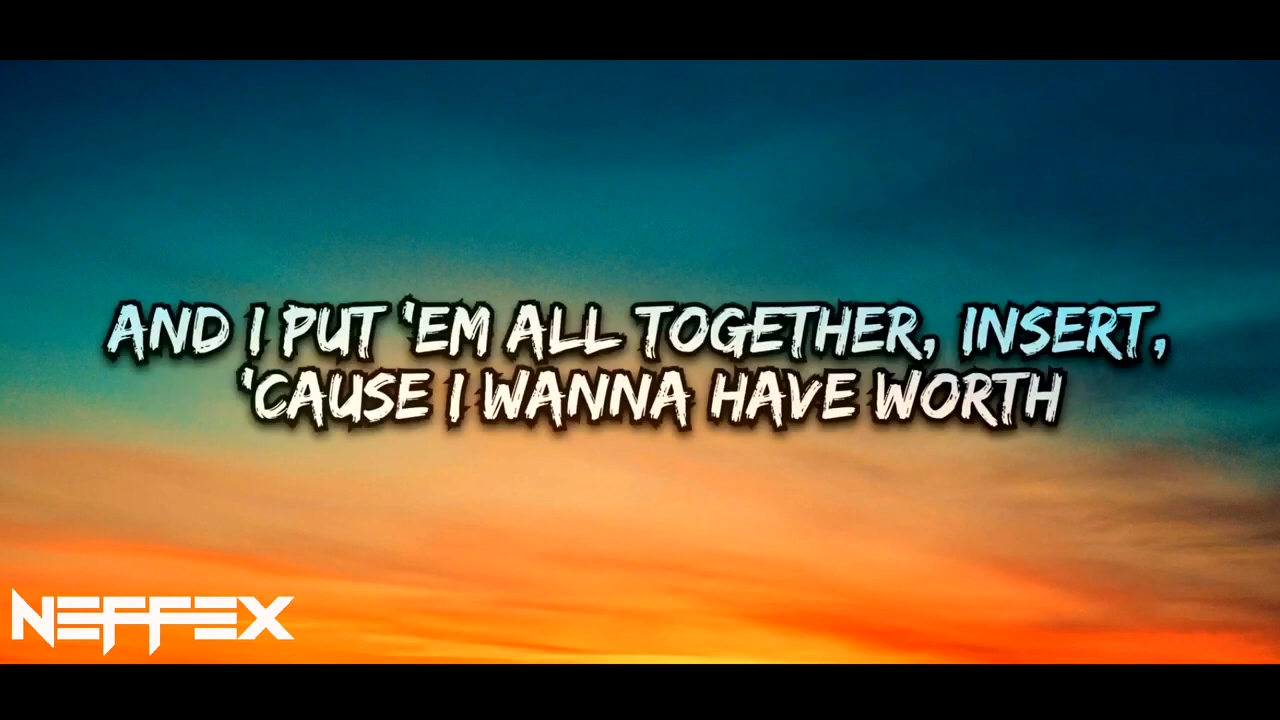 AND I PUT 'EM ALL TOGETHER, INSERT,
'CAUSE I WANNA HAVE WORTH
NEFFEX